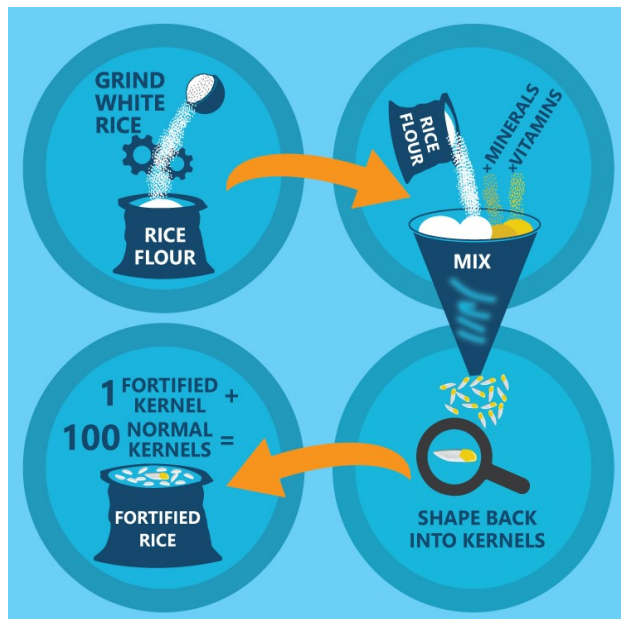 GRIND
WHITE
RICE
RICE
FLOUR
RICE
FLOUR
+MINERALS
+VITAMINS
MIX
SHAPE BACK
INTO KERNELS
1 FORTIFIED
KERNEL +
100 NORMAL
KERNELS =
FORTIFIED
RICE